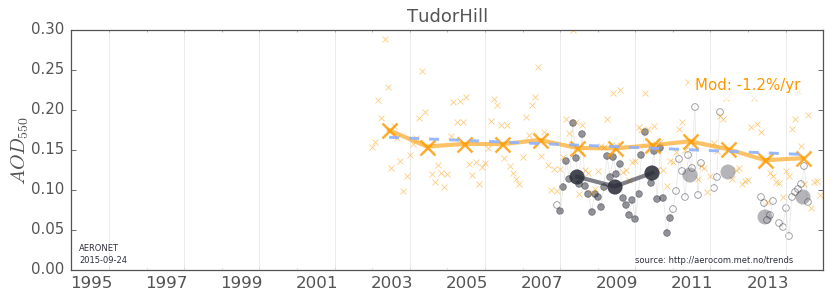 TudorHill
0.30
0.25
0.20
0.15
0.10
0.05
0.00
AOD550
Mod: -1.2%/yr
AERONET
2015-09-24
source: http://aerocom.met.no/trends
1995 1997 1999 2001 2003 2005 2007 2009 2011 2013